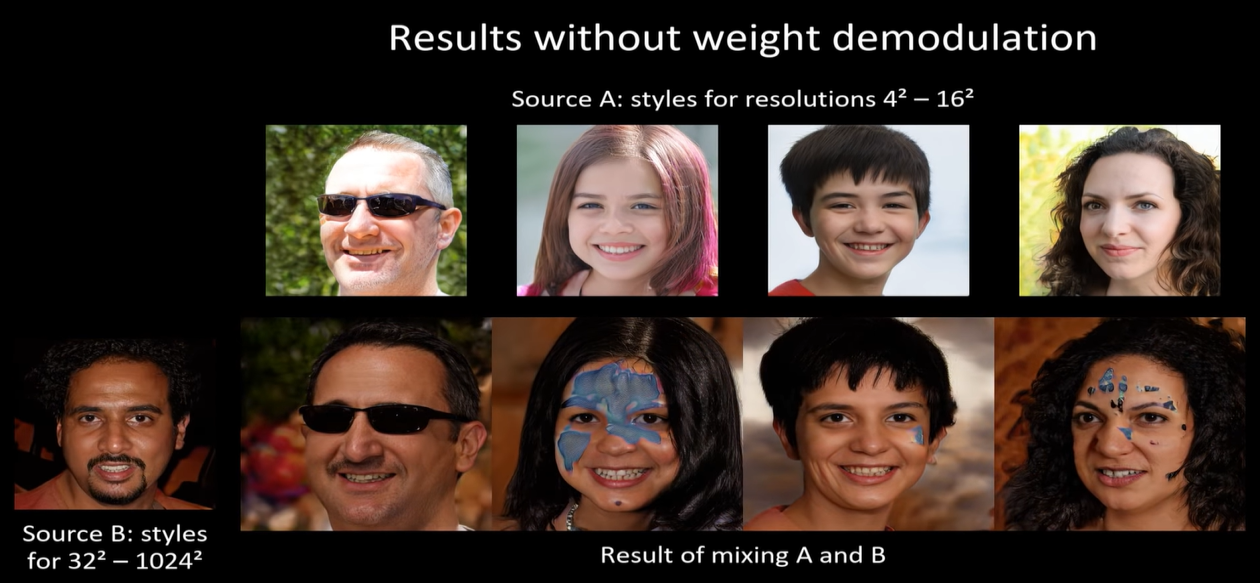 Results without weight demodulation
Source A: styles for resolutions 4² – 16²
Source B: styles
for 32² – 1024²
Result of mixing A and B